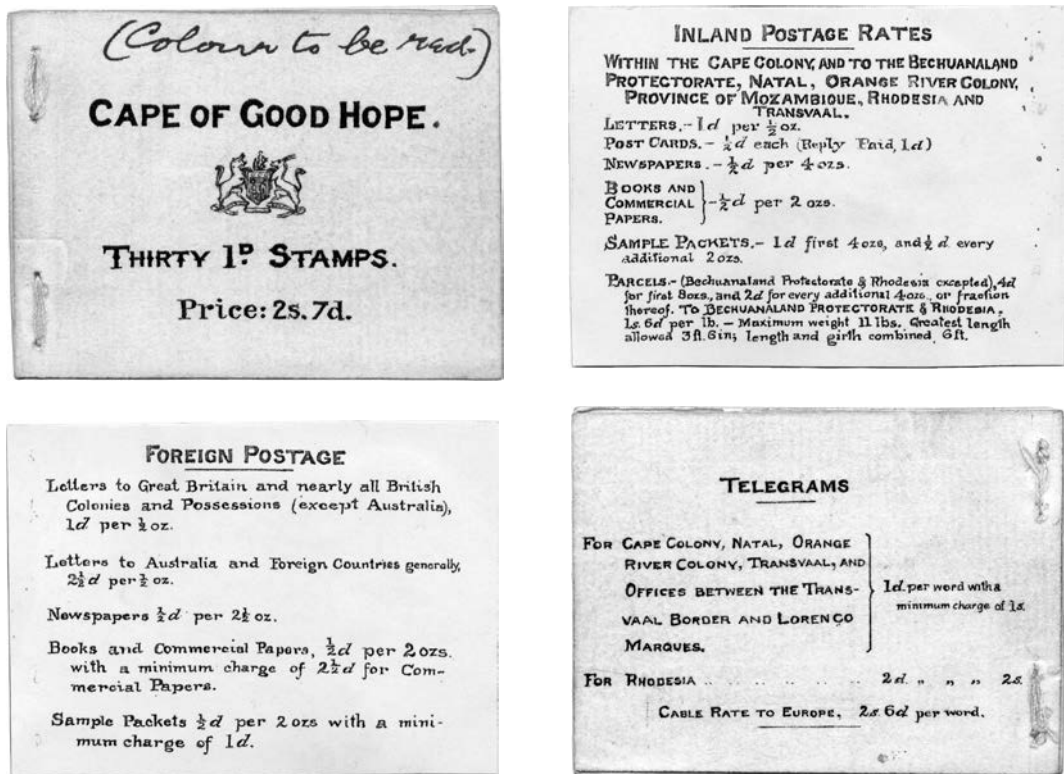 (Colour to be red.)
CAPE OF GOOD HOPE.
THIRTY 1D STAMPS.
Price: 2s. 7d.
INLAND POSTAGE RATES
WITHIN THE CAPE COLONY, AND TO THE BECHUANALAND
PROTECTORATE, NATAL, ORANGE RIVER COLONY,
PROVINCE OF MOZAMBIQUE, RHODESIA AND
TRANSVAAL.
LETTERS.- 1d per ½ oz.
POST CARDS.- ½d each (Reply Paid, 1d)
NEWSPAPERS.- ½d per 4 ozs.
BOOKS AND
COMMERCIAL
PAPERS.
-½d per 2 ozs.
SAMPLE PACKETS.- 1d first 4 ozs, and ½d every
additional 2 ozs.
PARCELS.- (Bechuanaland Protectorate & Rhodesia excepted), 4d
for first 8ozs., and 2d for every additional 4 ozs., or fraction
thereof. TO BECHUANALAND PROTECTORATE & RHODESIA,
1s. 6d per lb. – Maximum weight 11 lbs. Greatest length
allowed 3ft. 6in; length and girth combined, 6ft.
FOREIGN POSTAGE
Letters to Great Britain and nearly all British
Colonies and Possessions (except Australia),
1d per ½ oz.
Letters to Australia and Foreign Countries generally,
2½d per ½ oz.
Newspapers ½d per 2½ oz.
Books and Commercial Papers, ½d per 2 ozs.
with a minimum charge of 2½d for Com-
mercial Papers.
Sample Packets ½d per 2 ozs with a mini-
mum charge of 1d.
TELEGRAMS
FOR CAPE COLONY, NATAL, ORANGE
RIVER COLONY, TRANSVAAL, AND
OFFICES BETWEEN THE TRANS-
VAAL BORDER AND LORENÇO
MARQUES.
1d. per word with a
minimum charge of 1s.
FOR RHODESIA .. .. .. .. .. .. 2d. „ „ „ 2s.
CABLE RATE TO EUROPE, 2s. 6d per word.